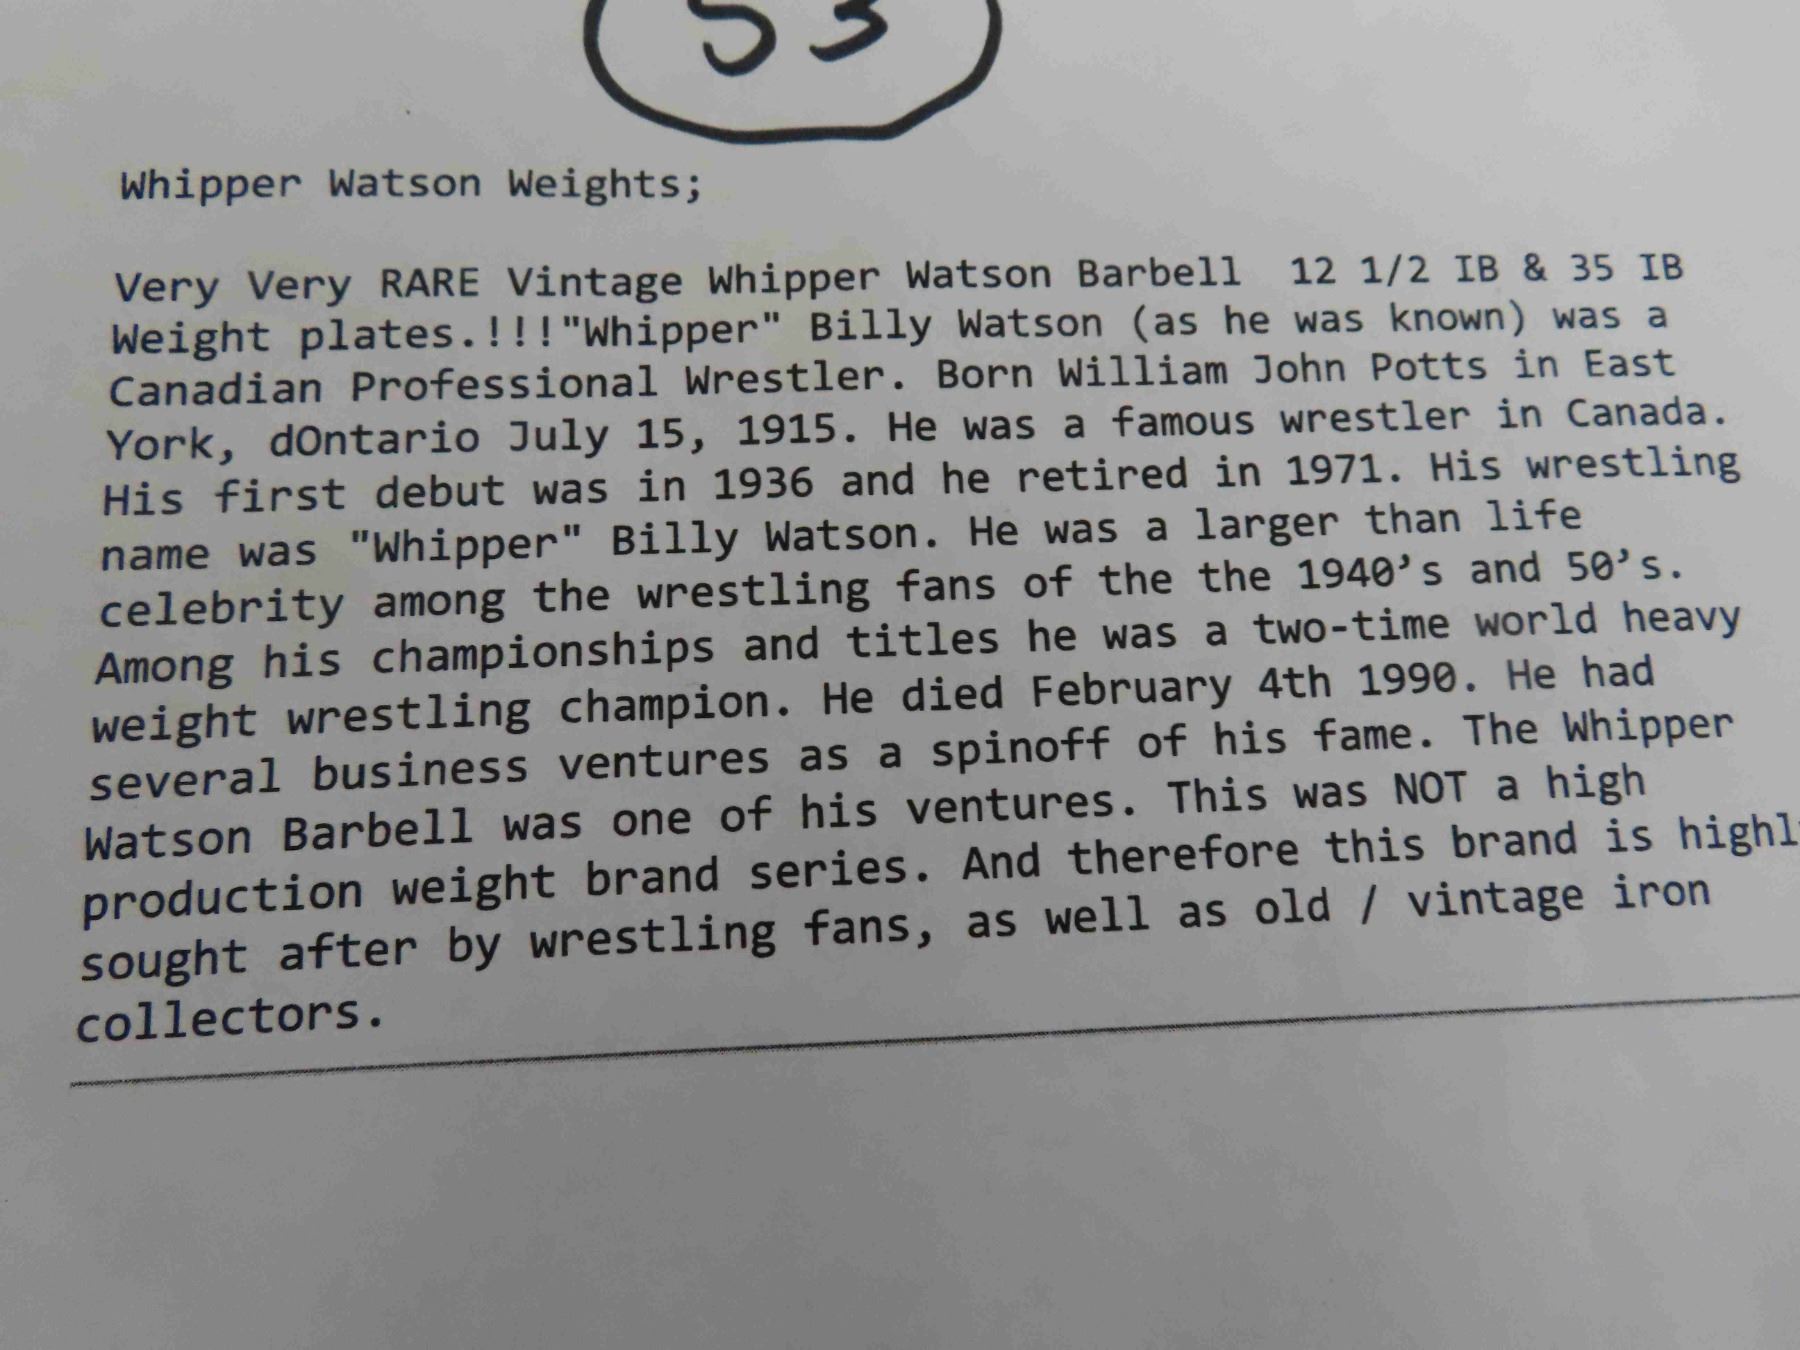 53
Whipper Watson Weights;
Very Very RARE Vintage Whipper Watson Barbell 12 1/2 IB & 35 IB
Weight plates.!!!"Whipper" Billy Watson (as he was known) was a
Canadian Professional Wrestler. Born William John Potts in East
York, dOntario July 15, 1915. He was a famous wrestler in Canada.
His first debut was in 1936 and he retired in 1971. His wrestling
name was "Whipper" Billy Watson. He was a larger than life
celebrity among the wrestling fans of the the 1940’s and 50’s.
Among his championships and titles he was a two-time world heavy
weight wrestling champion. He died February 4th 1990. He had
several business ventures as a spinoff of his fame. The Whipper
Watson Barbell was one of his ventures. This was NOT a high
production weight brand series. And therefore this brand is highl
sought after by wrestling fans, as well as old / vintage iron
collectors.